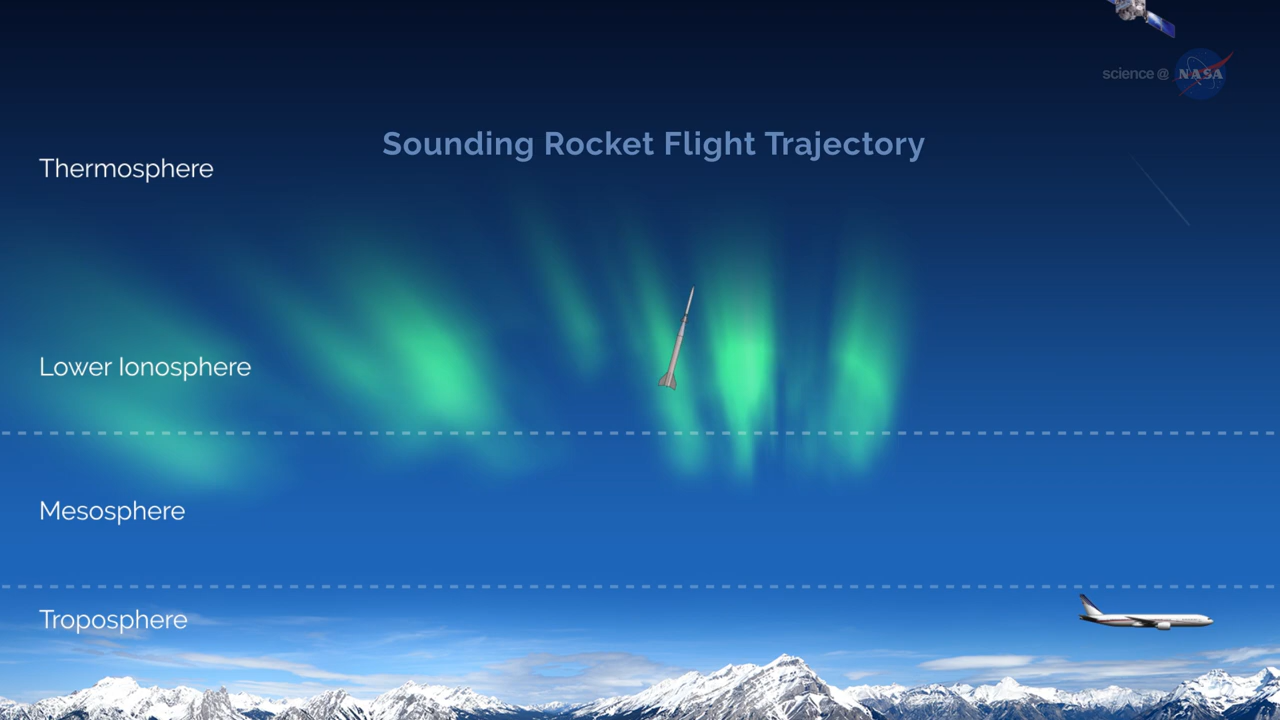 science @ NASA
Sounding Rocket Flight Trajectory
Thermosphere
Lower Ionosphere
Mesosphere
Troposphere